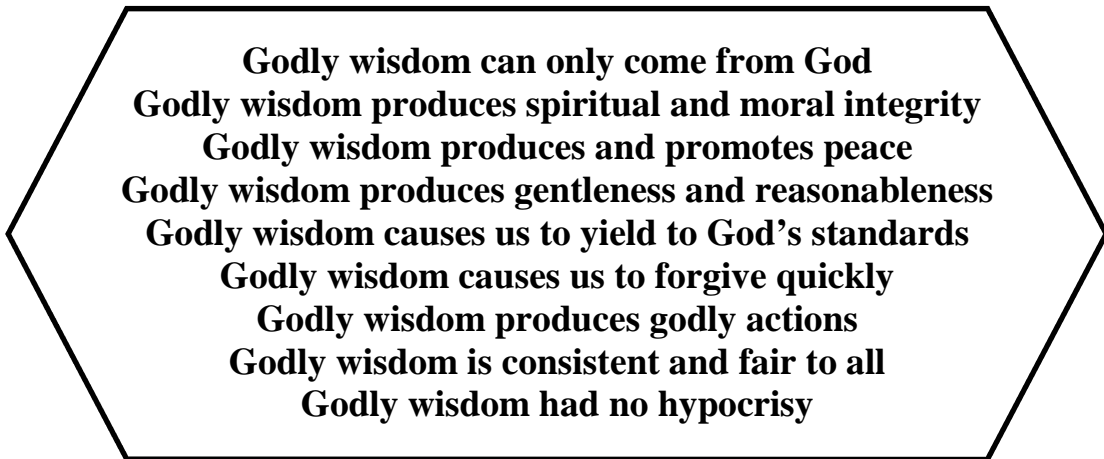 Godly wisdom can only come from God
Godly wisdom produces spiritual and moral integrity
Godly wisdom produces and promotes peace
Godly wisdom produces gentleness and reasonableness
Godly wisdom causes us to yield to God’s standards
Godly wisdom causes us to forgive quickly
Godly wisdom produces godly actions
Godly wisdom is consistent and fair to all
Godly wisdom had no hypocrisy